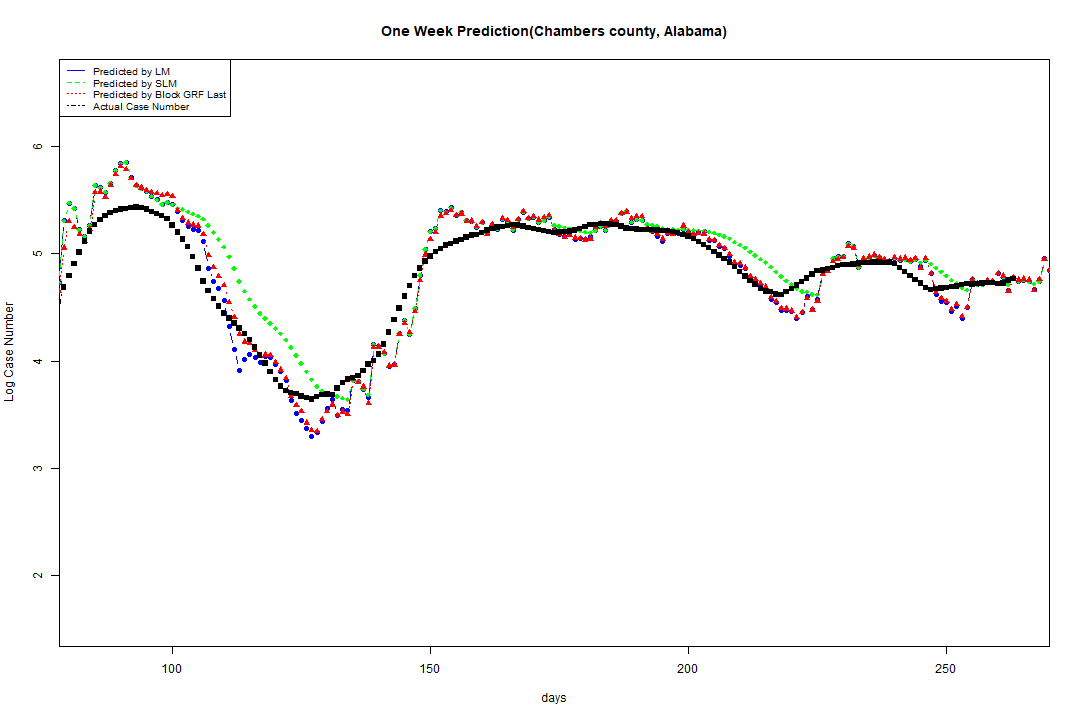 One Week Prediction(Chambers county, Alabama)
Predicted by LM
Predicted by SLM
Predicted by Block GRF Last
Actual Case Number
6
5
4
3
2
Log Case Number
100 150 200 250
days